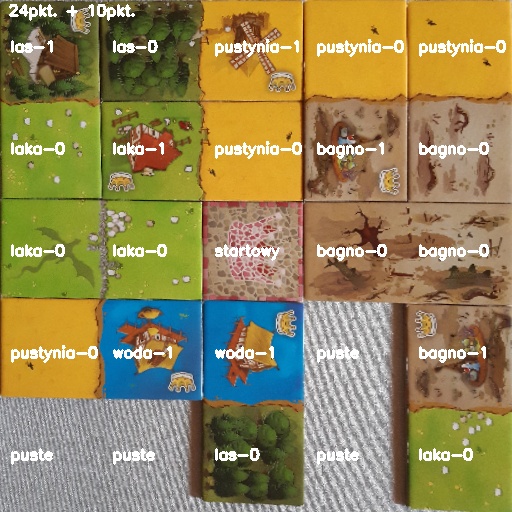 24pkt. + 10pkt.
las-1 las-0 pustynia-1 pustynia-0 pustynia-0
laka-0 laka-1 pustynia-0 bagno-1 bagno-0
laka-0 laka-0 startowy bagno-0 bagno-0
pustynia-0 woda-1 woda-1 puste bagno-1
puste puste las-0 puste laka-0